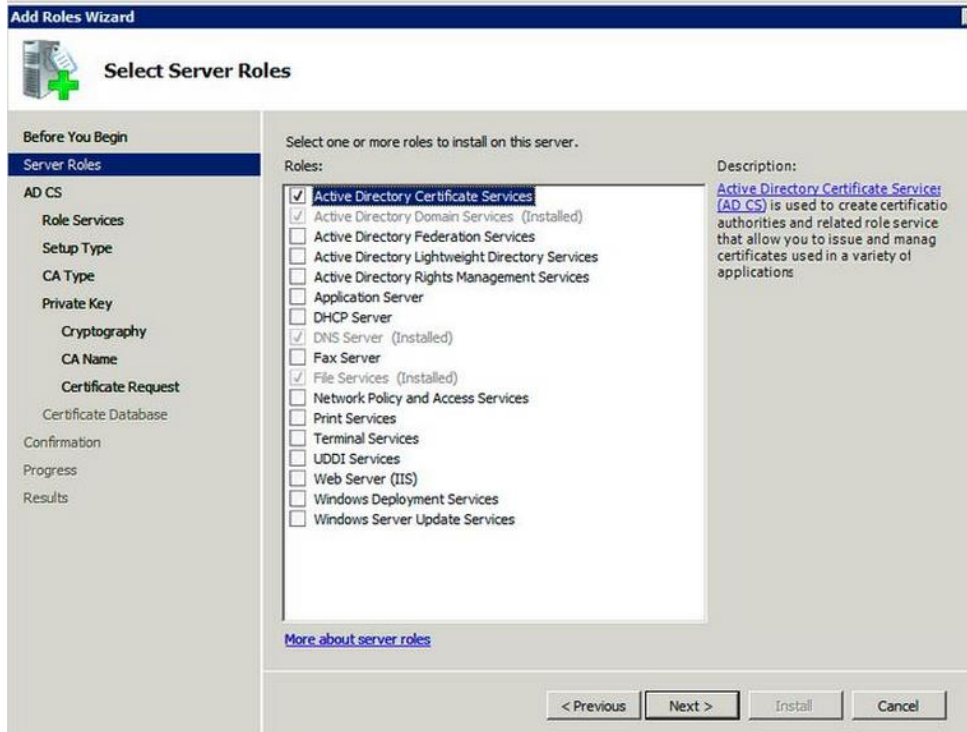 Add Roles Wizard
Select Server Roles
Before You Begin
Server Roles
AD CS
Role Services
Setup Type
CA Type
Private Key
Cryptography
CA Name
Certificate Request
Certificate Database
Confirmation
Progress
Results
Select one or more roles to install on this server.
Roles:
Active Directory Certificate Services
Active Directory Domain Services (Installed)
Active Directory Federation Services
Active Directory Lightweight Directory Services
Active Directory Rights Management Services
Application Server
DHCP Server
DNS Server (Installed)
Fax Server
File Services (Installed)
Network Policy and Access Services
Print Services
Terminal Services
UDDI Services
Web Server (IIS)
Windows Deployment Services
Windows Server Update Services
More about server roles
Description:
Active Directory Certificate Services
(AD CS) is used to create certificatio
authorities and related role service
that allow you to issue and manag
certificates used in a variety of
applications
< Previous
Next >
Install
Cancel